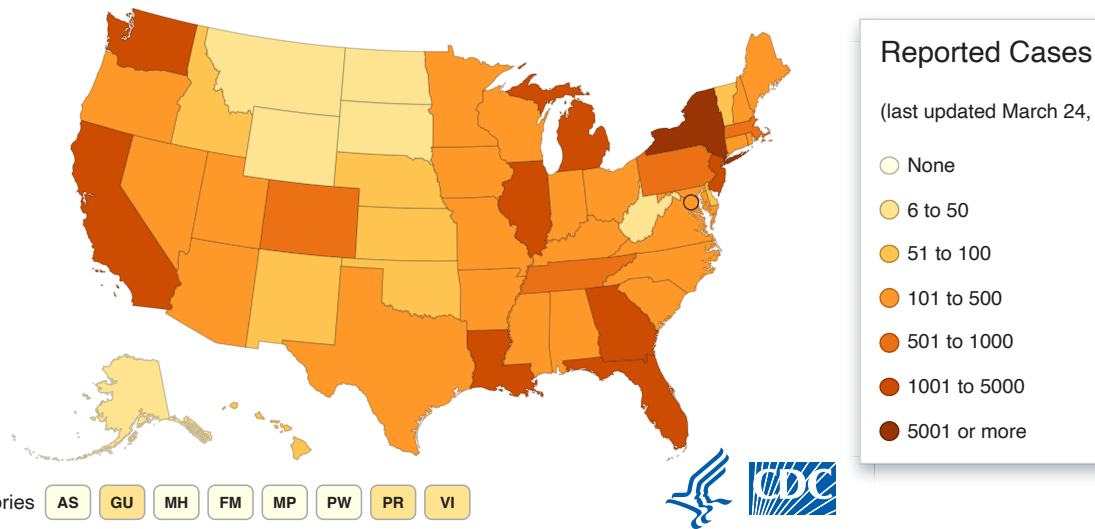 Reported Cases
(last updated March 24,
None
6 to 50
51 to 100
101 to 500
501 to 1000
1001 to 5000
5001 or more
ries AS GU MH FM MP PW PR VI
CDC